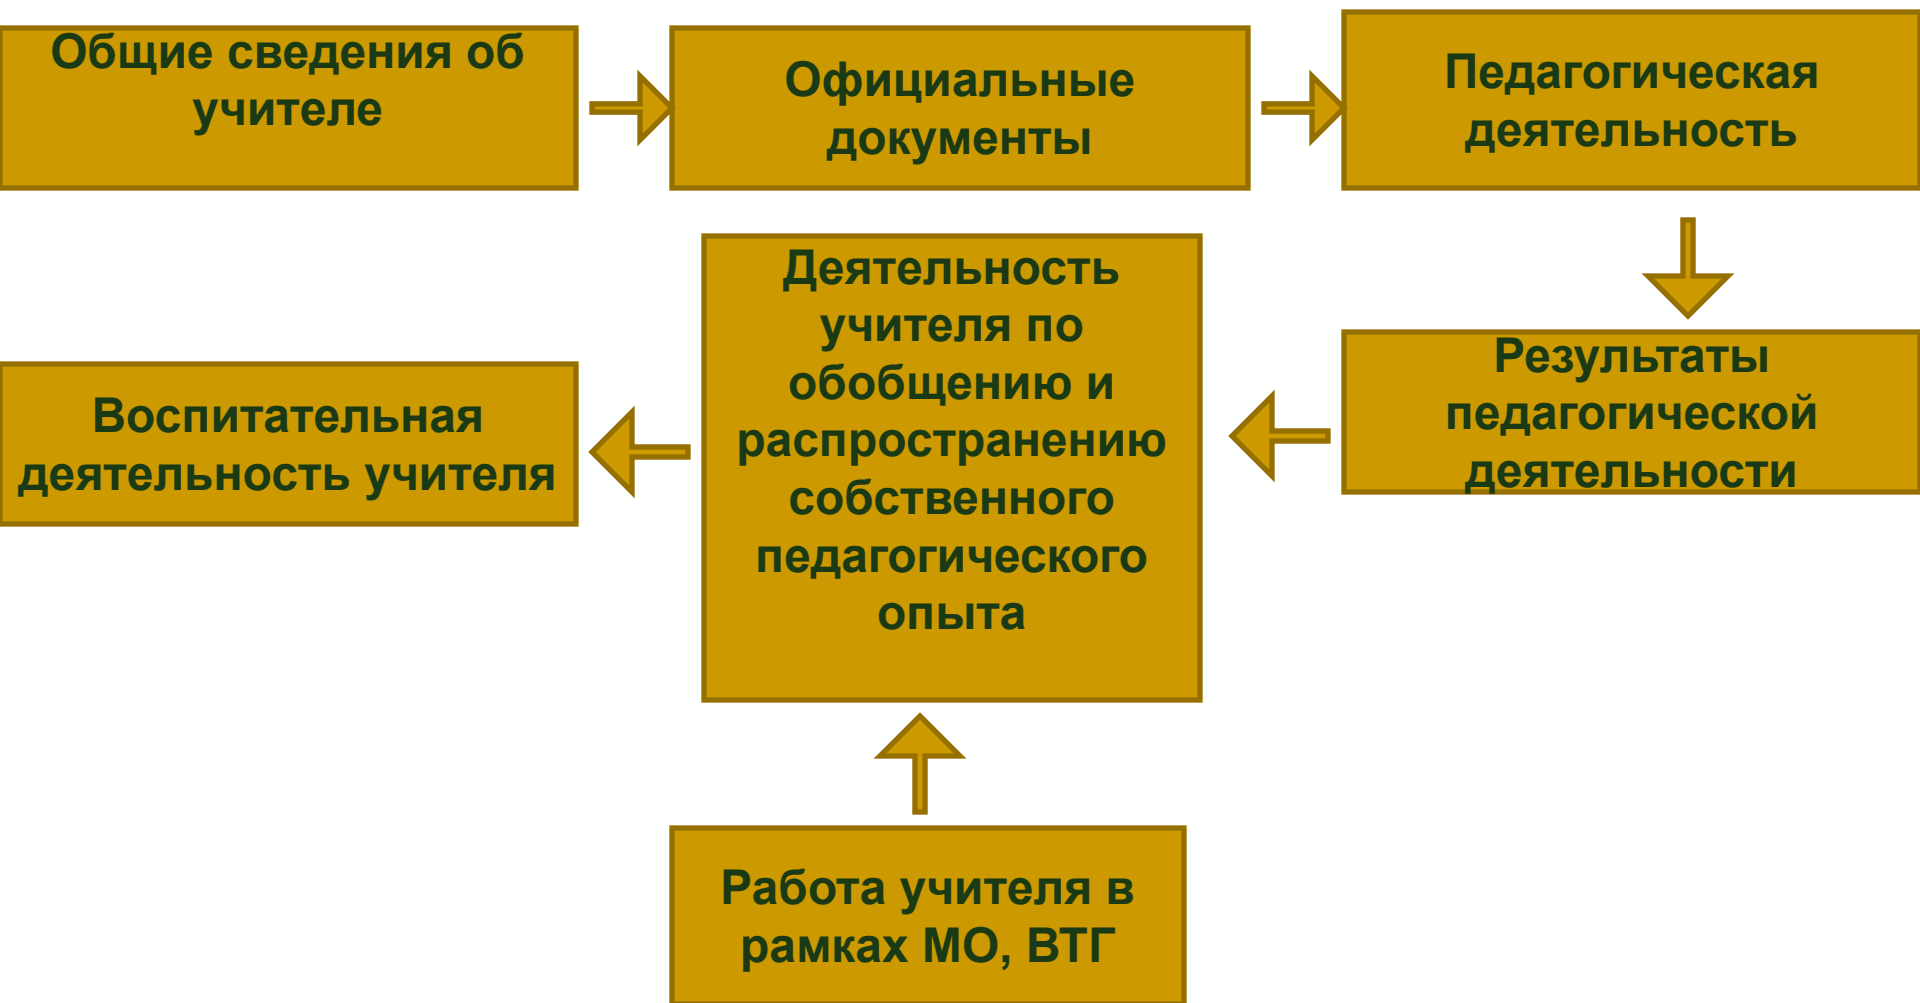 Общие сведения об
учителе
Официальные
документы
Педагогическая
деятельность
Деятельность
учителя по
обобщению и
распространению
собственного
педагогического
опыта
Результаты
педагогической
деятельности
Воспитательная
деятельность учителя
Работа учителя в
рамках МО, ВТГ